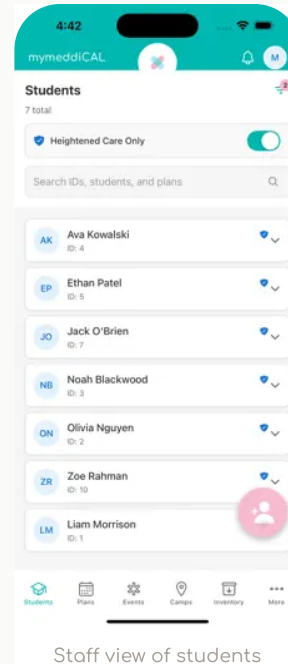 4:42
mymeddiCAL
M
Students
2
7 total
Heightened Care Only
Search IDs, students, and plans
AK Ava Kowalski
ID: 4
EP Ethan Patel
ID: 5
JO Jack O'Brien
ID: 7
NB Noah Blackwood
ID: 3
ON Olivia Nguyen
ID: 2
ZR Zoe Rahman
ID: 10
LM Liam Morrison
ID: 1
Students Plans Events Camps Inventory More
Staff view of students